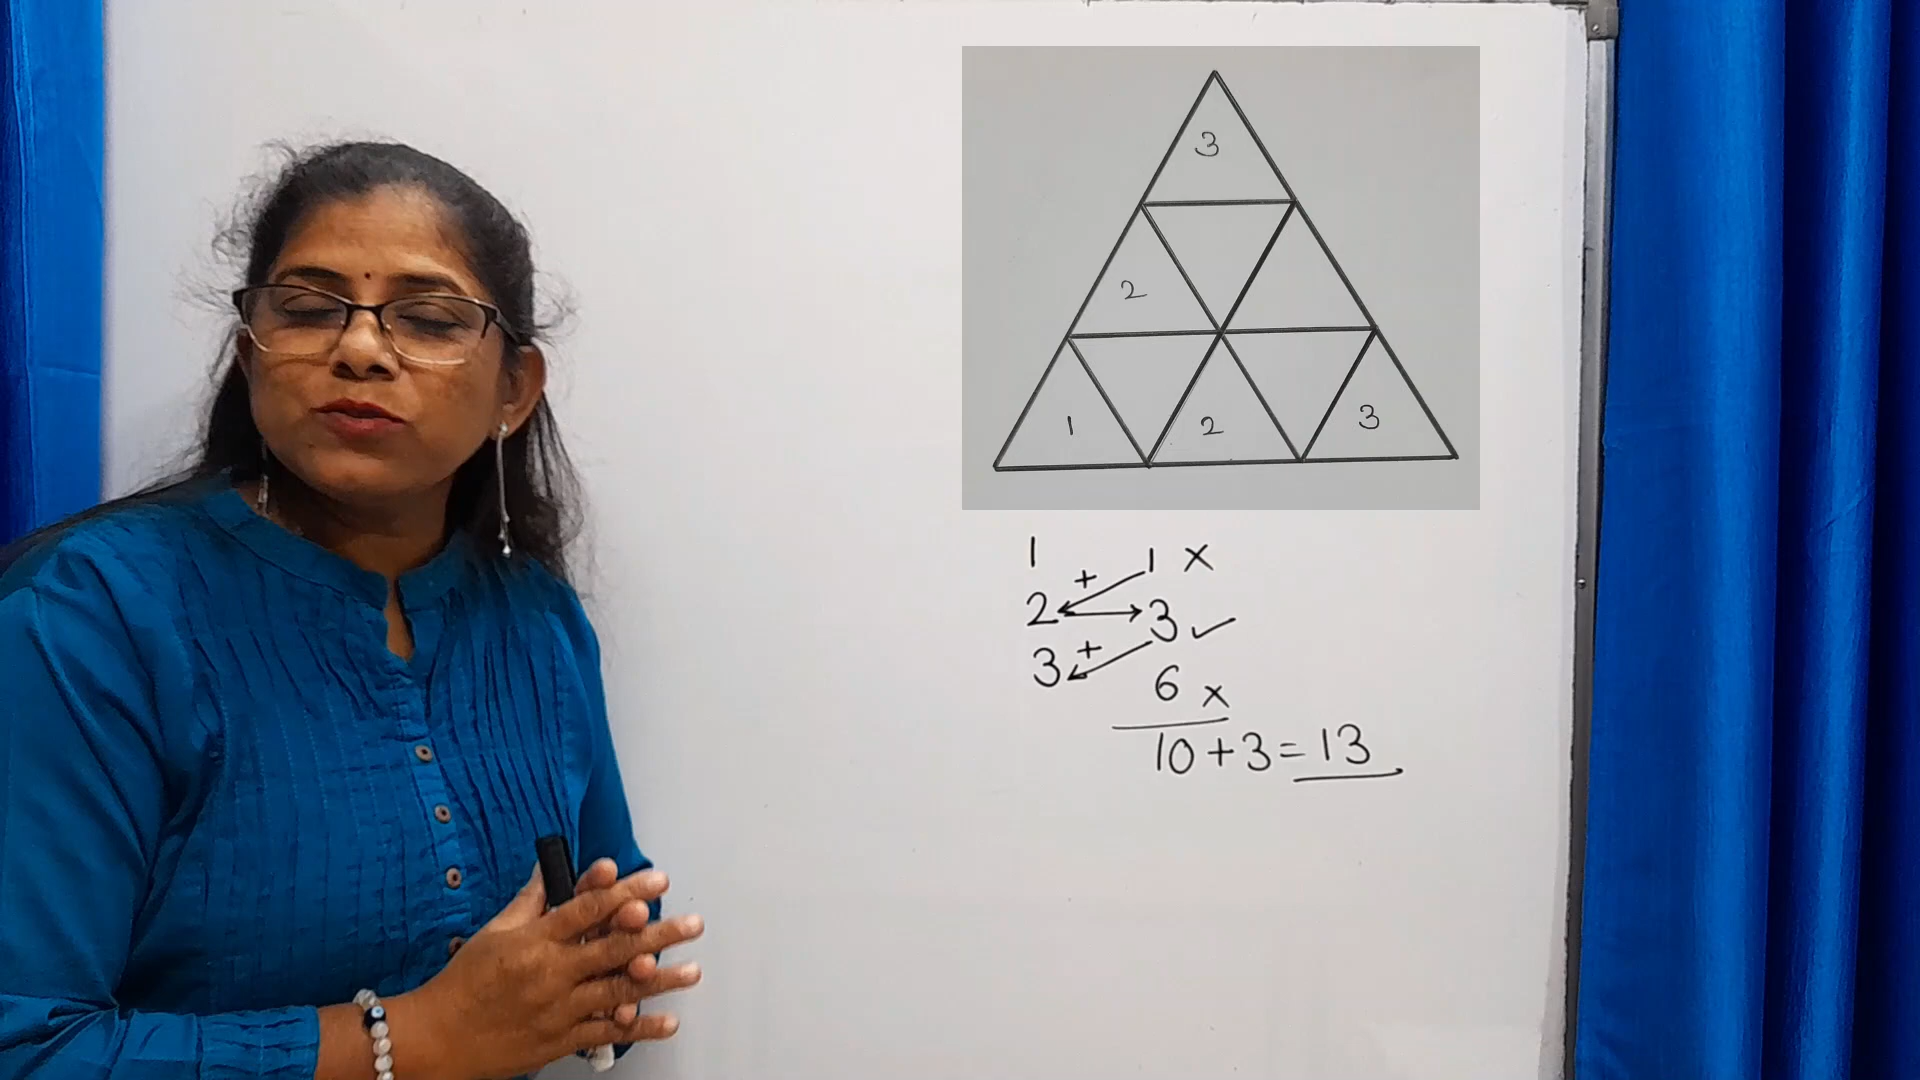 3
2
1 2 3
1 1 ×
+
2 3 ✓
3 + 6 ×
10+3=13